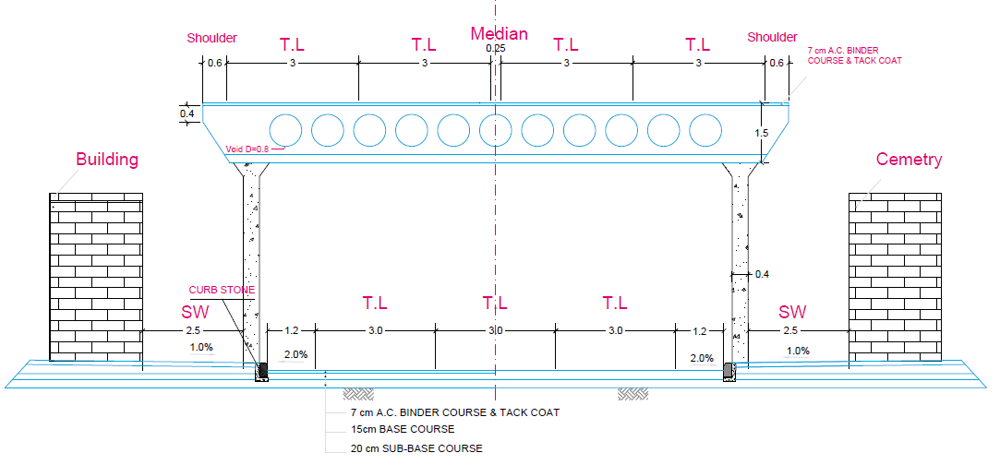 Median
Shoulder
T.L
T.L
T.L
T.L
Shoulder
0.25
7 cm A.C. BINDER
COURSE & TACK COAT
0.6
3
3
3
3
0.6
0.4
1.5
Void D=0.8
Building
Cemetry
0.4
CURB STONE
SW
T.L
T.L
T.L
SW
2.5
1.2
3.0
3.0
3.0
1.2
2.5
1.0%
2.0%
2.0%
1.0%
7 cm A.C. BINDER COURSE & TACK COAT
15cm BASE COURSE
20 cm SUB-BASE COURSE